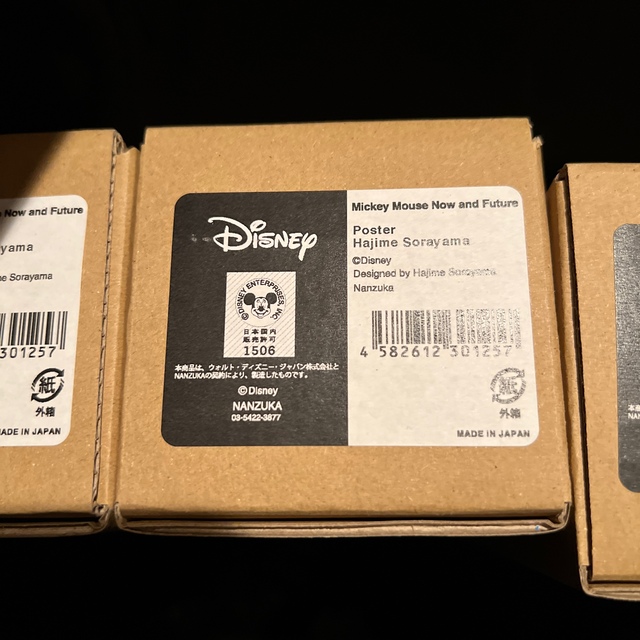 Now and Future
yama
me Sorayama
301257
紙
外箱
MADE IN JAPAN
Disney
©DISNEY ENTERPRISES, INC.
日本国内
販売許可
1506
本商品は、ウォルト・ディズニー・ジャパン株式会社と
NANZUKAの契約により、製造したものです。
©Disney
NANZUKA
03-5422-3877
Mickey Mouse Now and Future
Poster
Hajime Sorayama
©Disney
Designed by Hajime Sorayama
Nanzuka
4 582612 301257
紙
外箱
MADE IN JAPAN